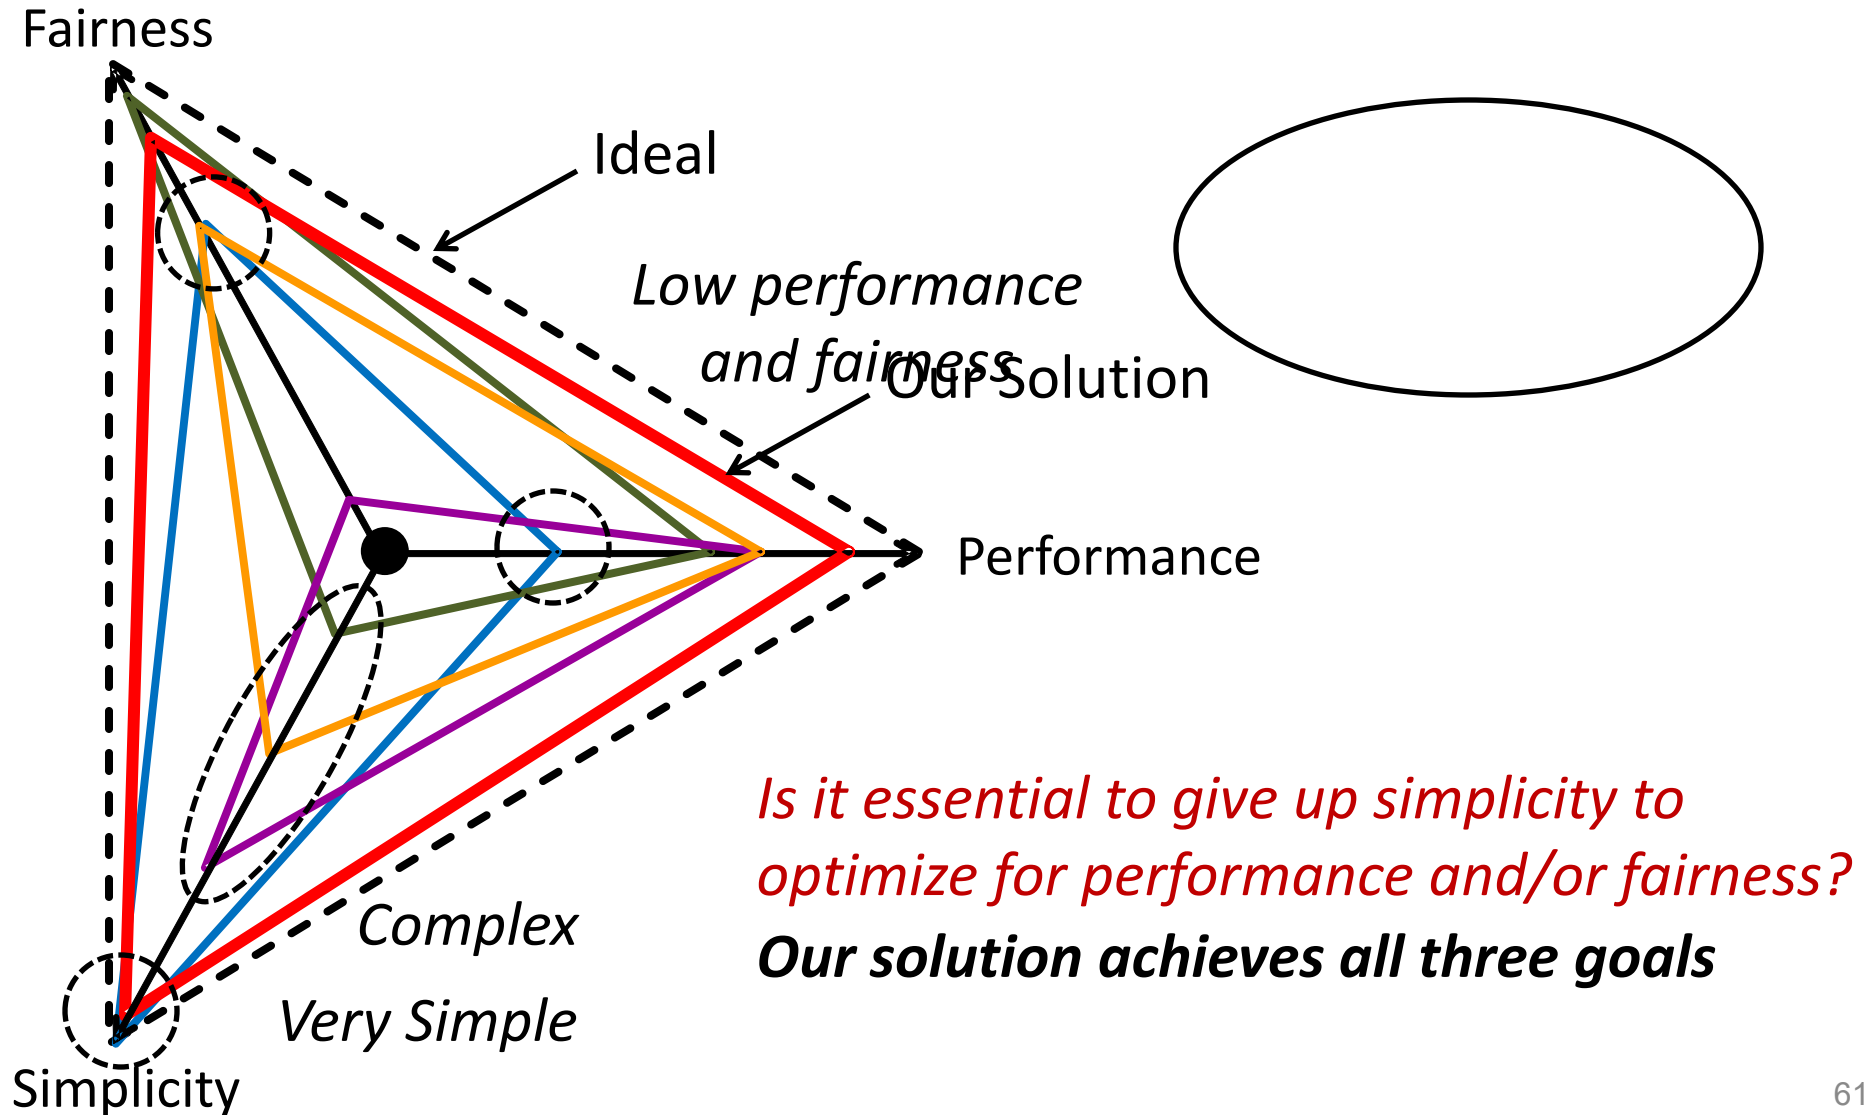 Fairness
Ideal
Low performance
and fairness
Our Solution
Performance
Is it essential to give up simplicity to
optimize for performance and/or fairness?
Complex
Our solution achieves all three goals
Very Simple
Simplicity
61